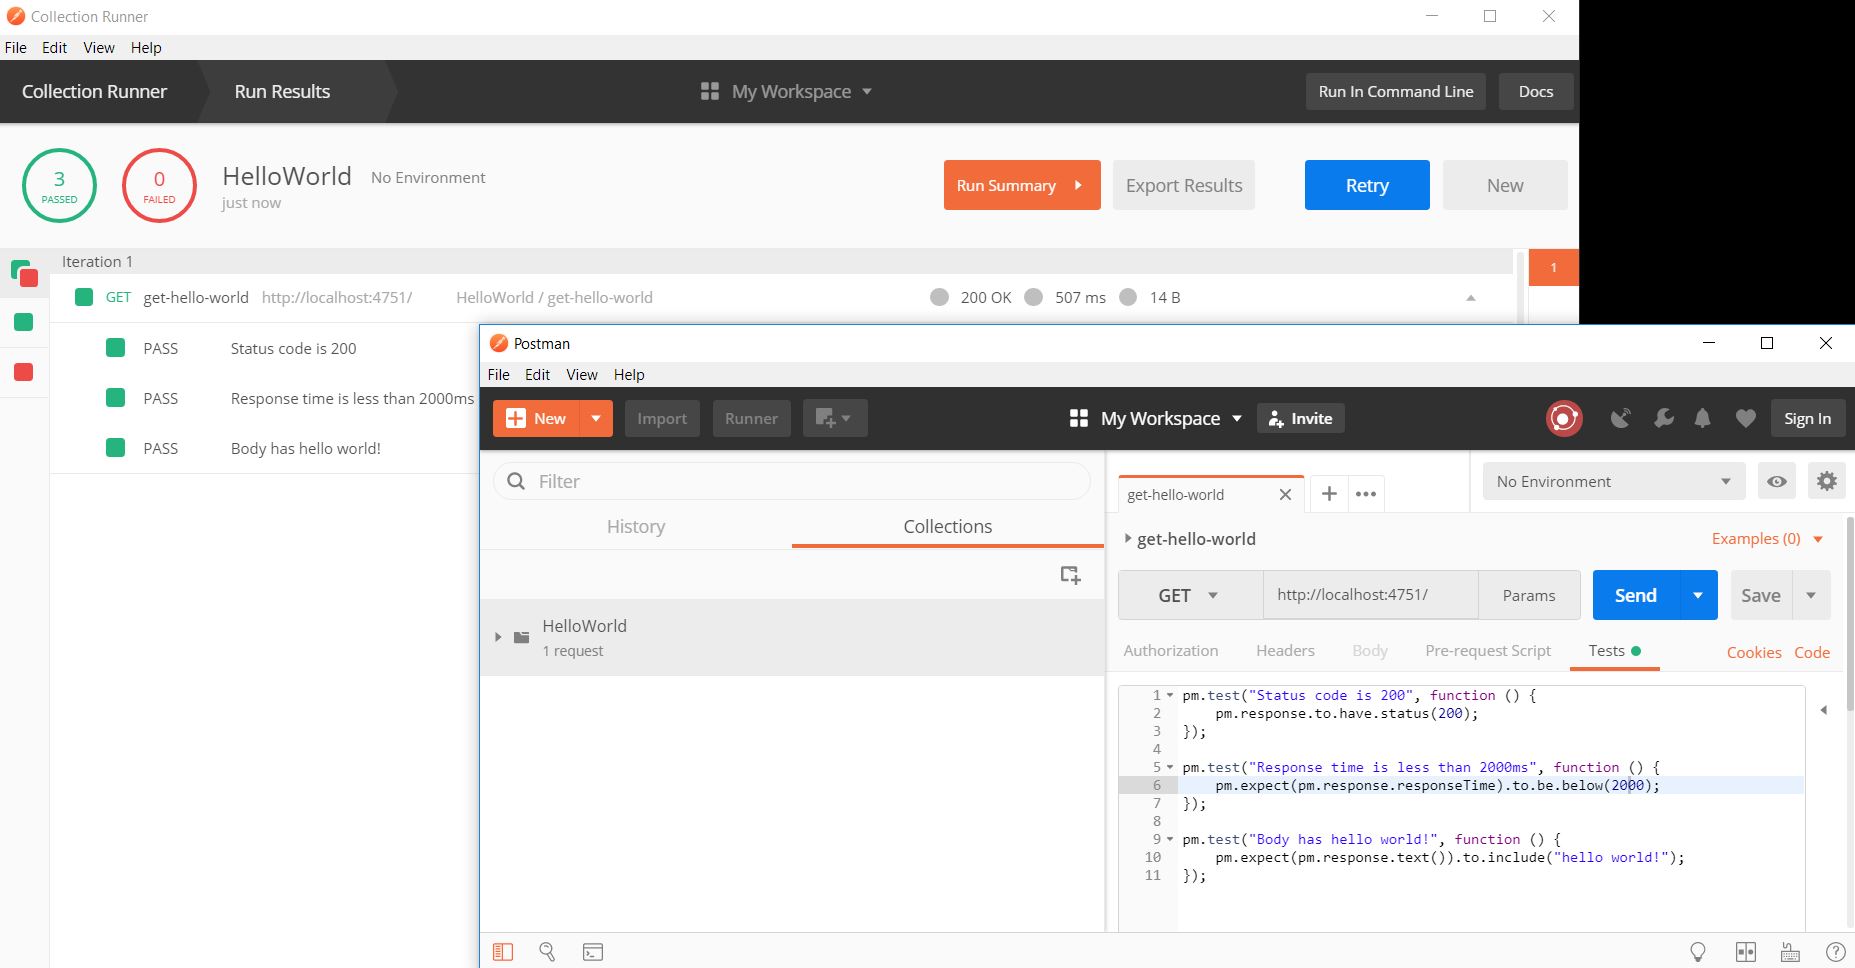 Collection Runner
File Edit View Help
Collection Runner Run Results My Workspace Run In Command Line Docs
3 PASSED
0 FAILED
HelloWorld No Environment
just now
Run Summary Export Results Retry New
Iteration 1
1
GET get-hello-world http://localhost:4751/ HelloWorld / get-hello-world 200 OK 507 ms 14 B
PASS Status code is 200
PASS Response time is less than 2000ms
PASS Body has hello world!
Postman
File Edit View Help
New Import Runner My Workspace Invite Sign In
Filter
History Collections
HelloWorld
1 request
get-hello-world No Environment
get-hello-world Examples (0)
GET http://localhost:4751/ Params Send Save
Authorization Headers Body Pre-request Script Tests Cookies Code
1 pm.test("Status code is 200", function () {
2 pm.response.to.have.status(200);
3 });
4
5 pm.test("Response time is less than 2000ms", function () {
6 pm.expect(pm.response.responseTime).to.be.below(2000);
7 });
8
9 pm.test("Body has hello world!", function () {
10 pm.expect(pm.response.text()).to.include("hello world!");
11 });